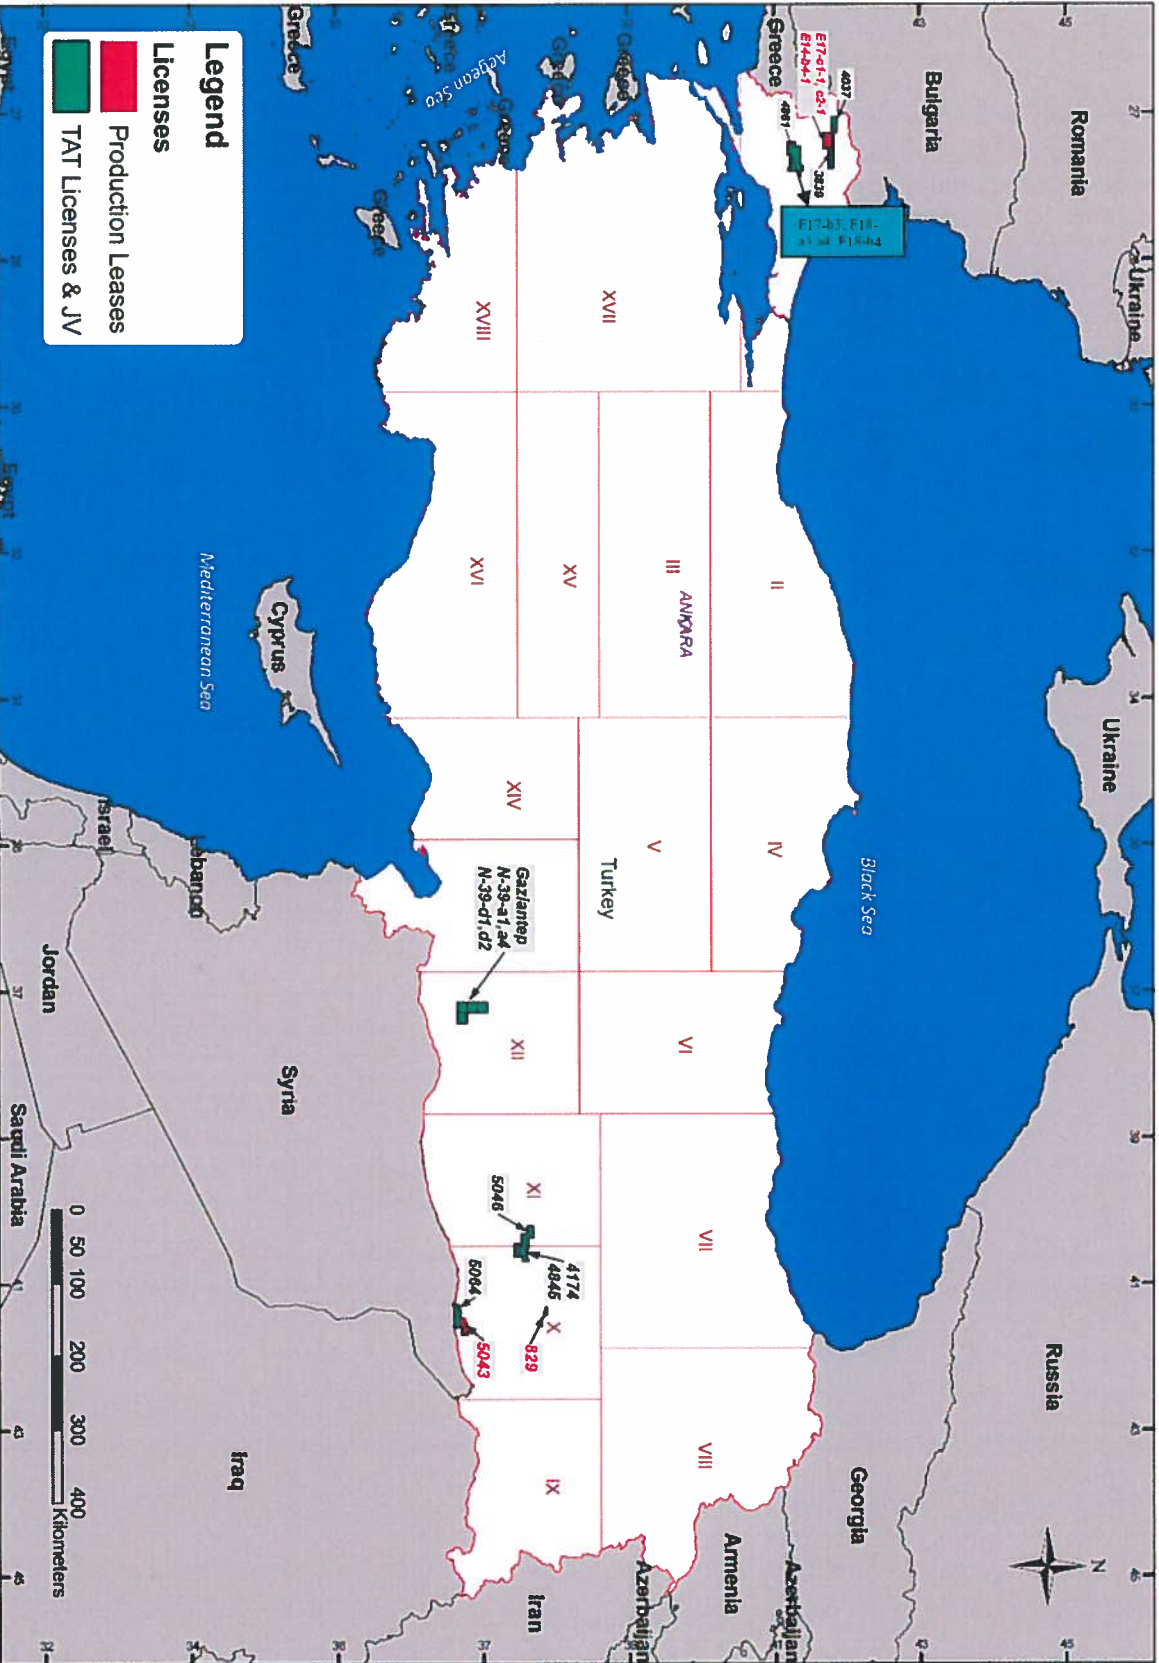 Romania
Bulgaria
Ukraine
Ukraine
Russia
Georgia
Armenia
Azerbaijan
Azerbaijan
Iran
Iraq
Syria
Jordan
Saudi Arabia
Israel
Lebanon
Cyprus
Greece
Greece
Greece
Greece
Black Sea
Aegean Sea
Mediterranean Sea
Turkey
ANKARA
N
4037
E17-c1-1, c2-1
E14-b4-1
4961
3839
II
III
IV
V
VI
VII
VIII
IX
X
XI
XII
XIV
XV
XVI
XVII
XVIII
Gaziantep
N-39-a1,a4
N-39-d1,d2
5046
4174
4845
829
5064
5043
Legend
Licenses
Production Leases
TAT Licenses & JV
0 50 100 200 300 400
Kilometers